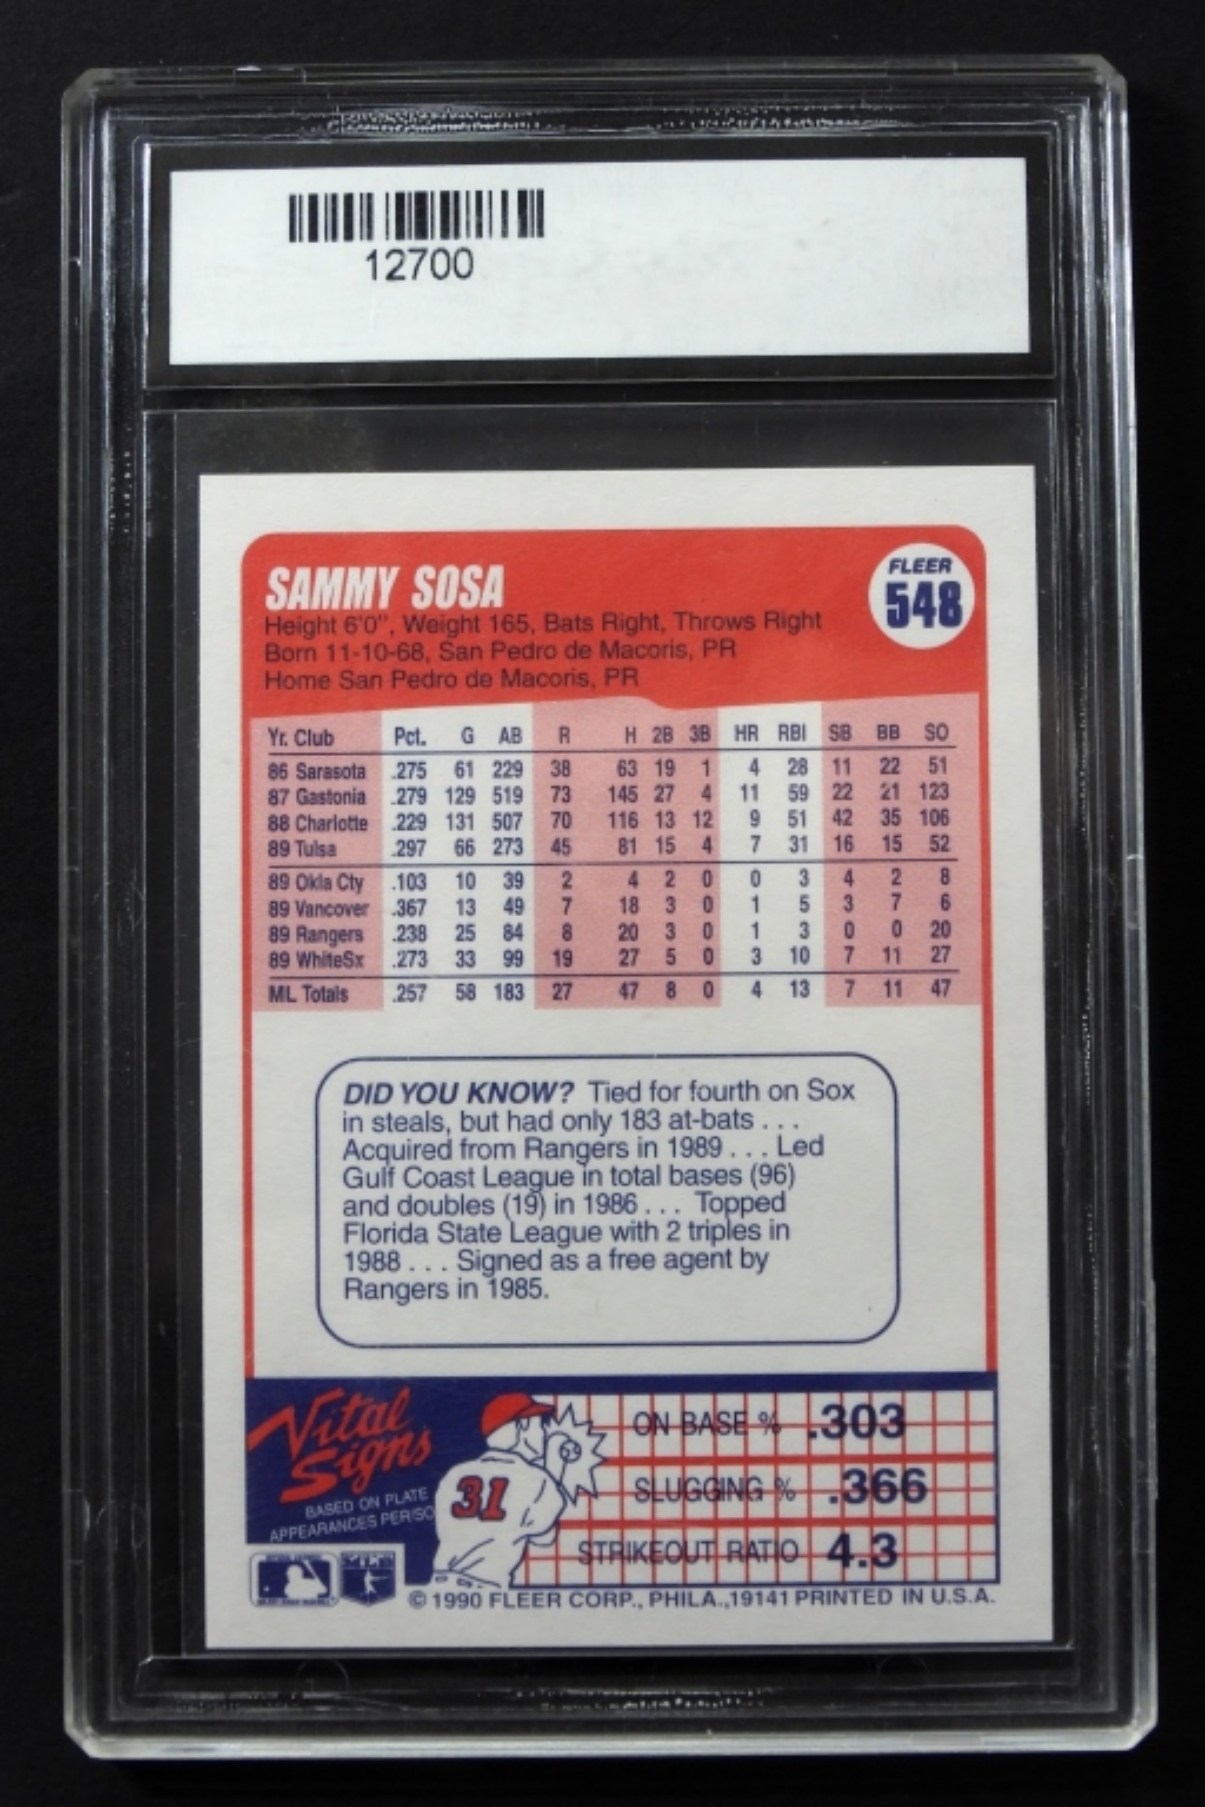 12700
SAMMY SOSA
FLEER
548
Height 6'0", Weight 165, Bats Right, Throws Right
Born 11-10-68, San Pedro de Macoris, PR
Home San Pedro de Macoris, PR
Yr. Club Pct. G AB R H 2B 3B HR RBI SB BB SO
86 Sarasota .275 61 229 38 63 19 1 4 28 11 22 51
87 Gastonia .279 129 519 73 145 27 4 11 59 22 21 123
88 Charlotte .229 131 507 70 116 13 12 9 51 42 35 106
89 Tulsa .297 66 273 45 81 15 4 7 31 16 15 52
89 Okla Cty .103 10 39 2 4 2 0 0 3 4 2 8
89 Vancover .367 13 49 7 18 3 0 1 5 3 7 6
89 Rangers .238 25 84 8 20 3 0 1 3 0 0 20
89 WhiteSx .273 33 99 19 27 5 0 3 10 7 11 27
ML Totals .257 58 183 27 47 8 0 4 13 7 11 47
DID YOU KNOW? Tied for fourth on Sox
in steals, but had only 183 at-bats . . .
Acquired from Rangers in 1989 . . . Led
Gulf Coast League in total bases (96)
and doubles (19) in 1986 . . . Topped
Florida State League with 2 triples in
1988 . . . Signed as a free agent by
Rangers in 1985.
Vital
Signs
BASED ON PLATE
APPEARANCES PER/SO
31
ON BASE % .303
SLUGGING % .366
STRIKEOUT RATIO 4.3
© 1990 FLEER CORP., PHILA.,19141 PRINTED IN U.S.A.